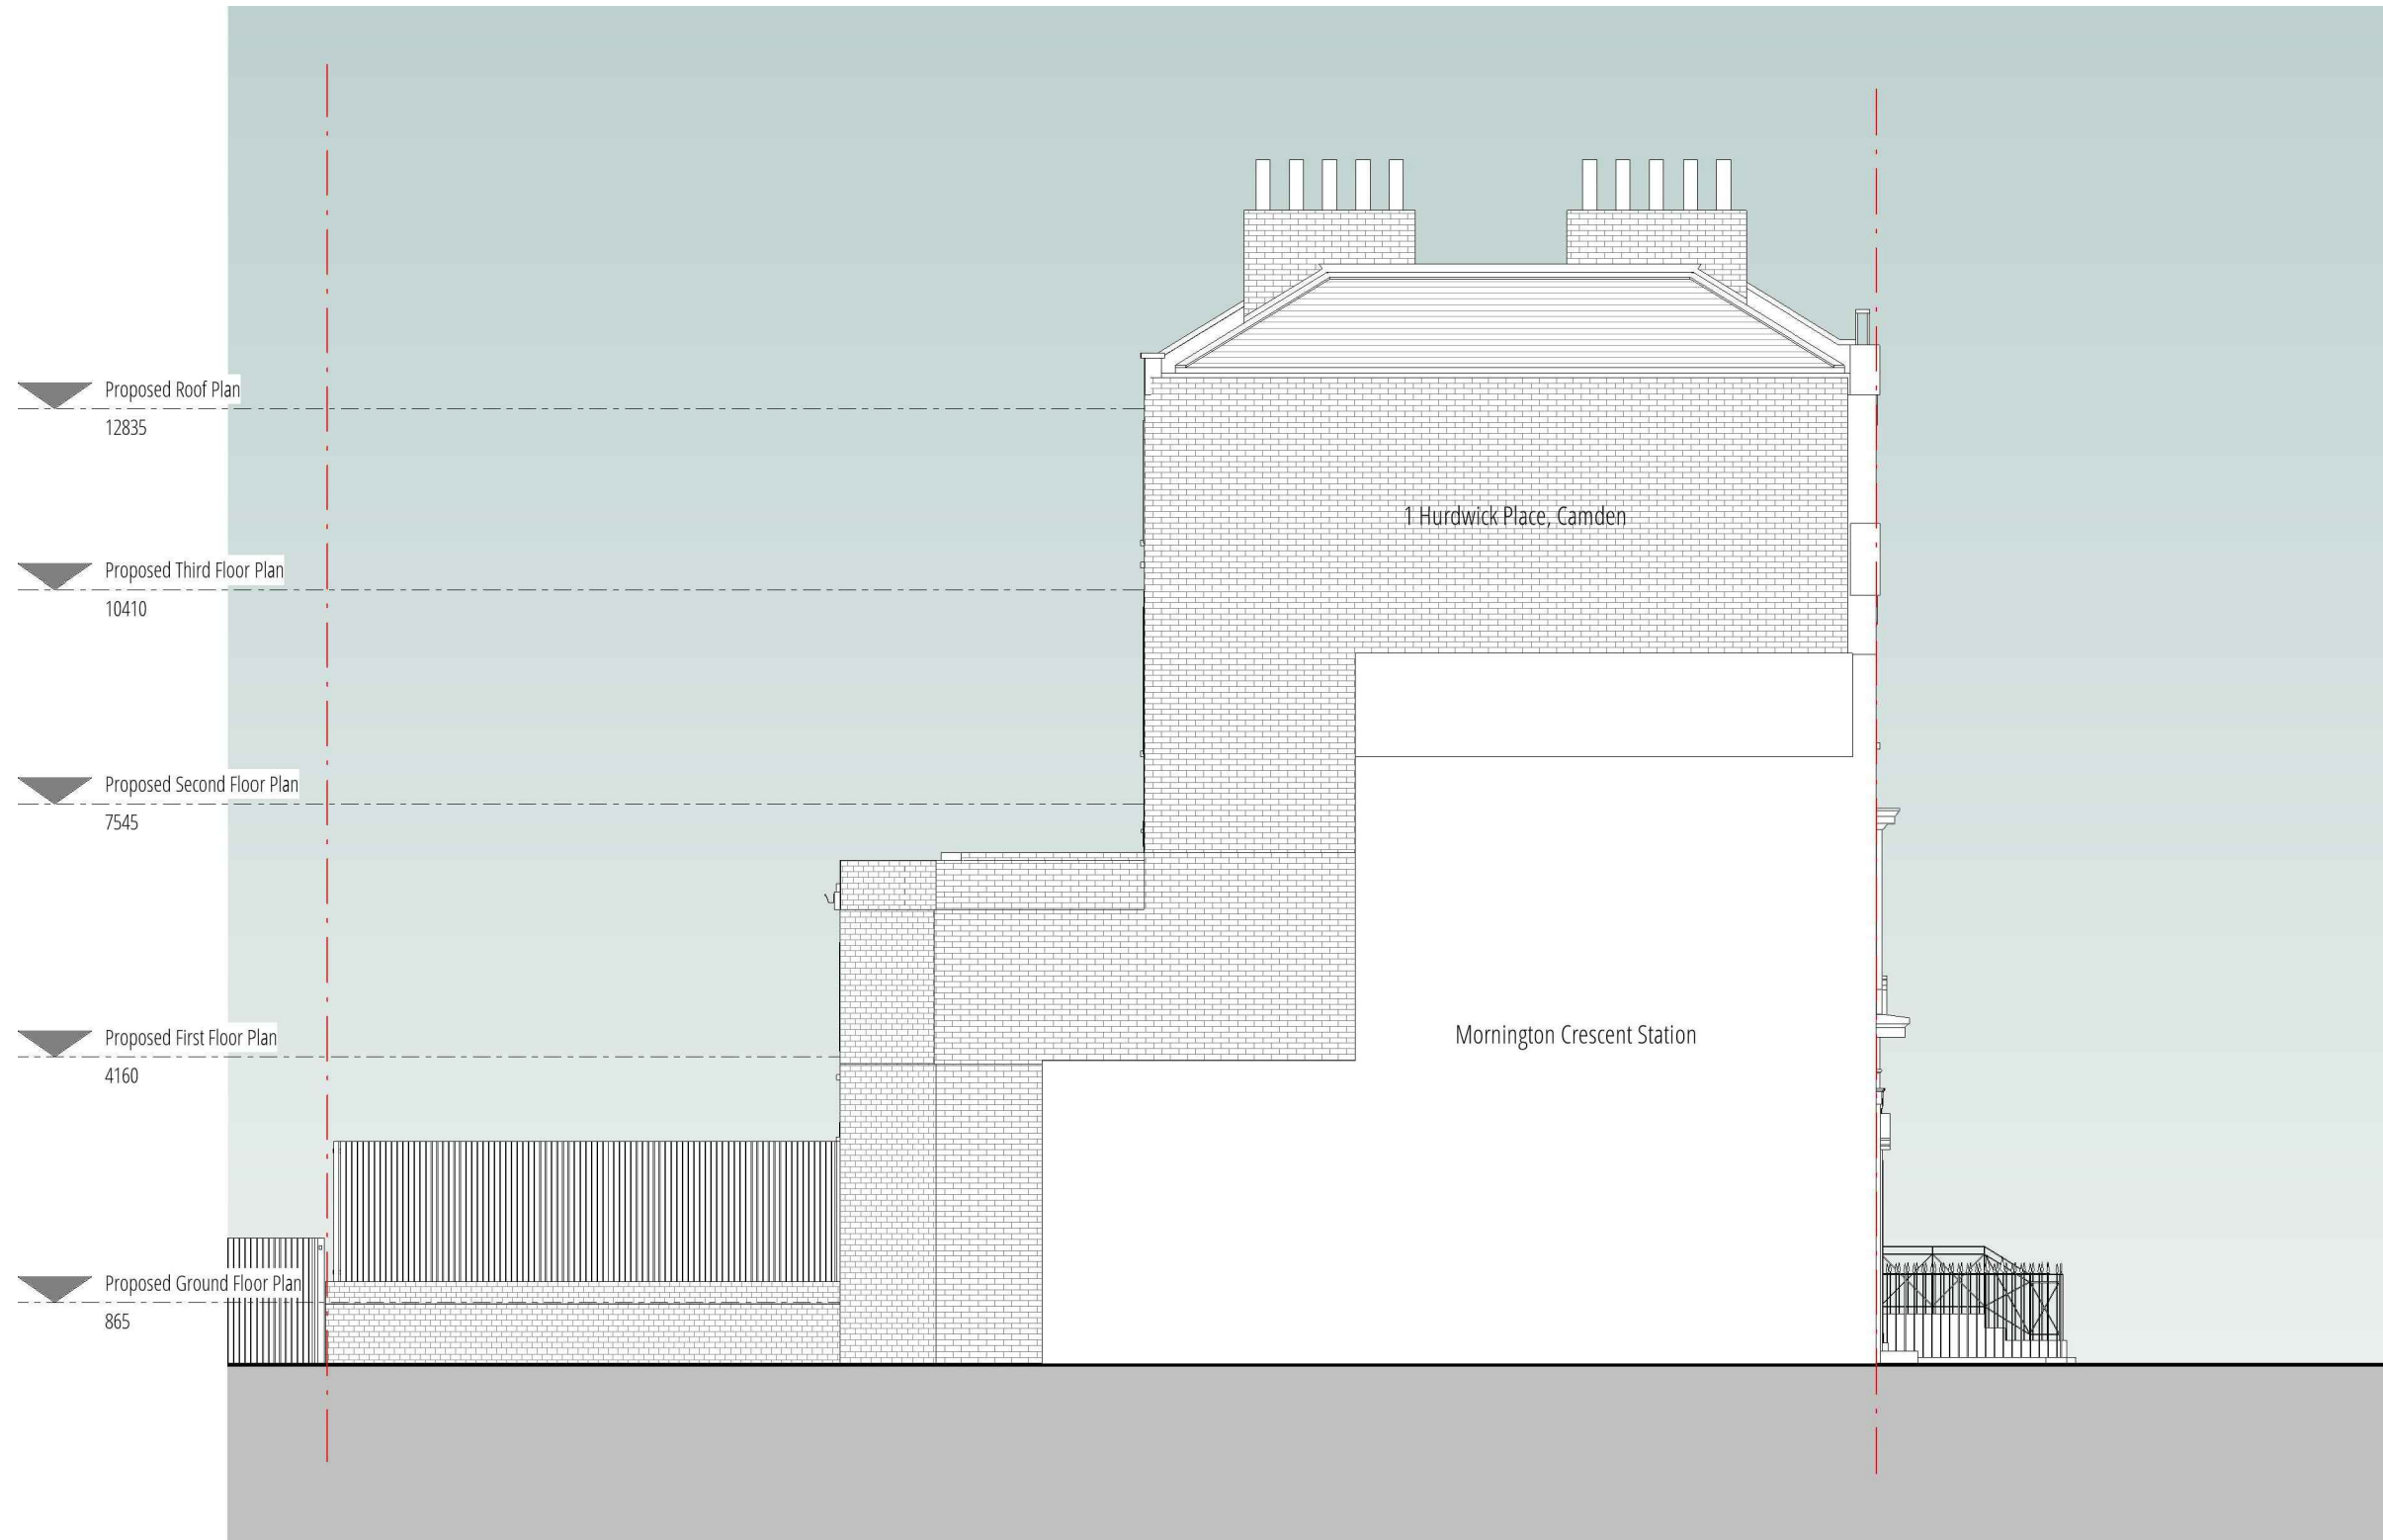 Proposed Roof Plan
12835
1 Hurdwick Place, Camden
Proposed Third Floor Plan
10410
Proposed Second Floor Plan
7545
Proposed First Floor Plan
4160
Mornington Crescent Station
Proposed Ground Floor Plan
865